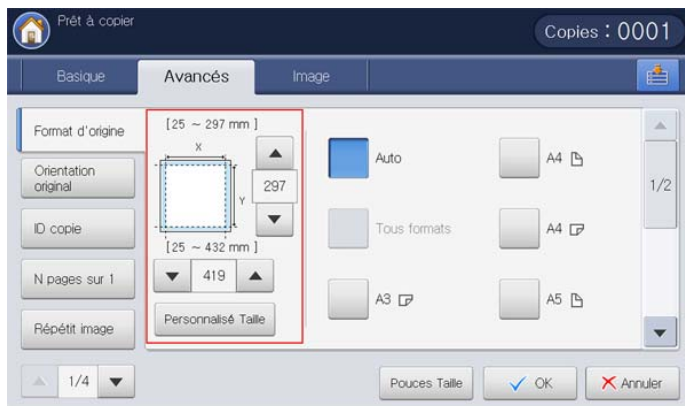 Prêt à copier
Copies : 0001
Basique
Avancés
Image
Format d'origine
Orientation
original
ID copie
N pages sur 1
Répétit image
1/4
[ 25 ~ 297 mm ]
X
Y
297
[ 25 ~ 432 mm ]
419
Personnalisé Taille
Auto
A4
Tous formats
A4
A3
A5
1/2
Pouces Taille
OK
Annuler